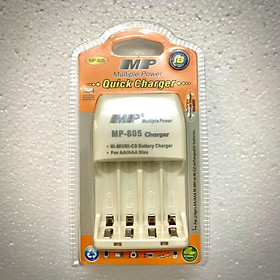 MP
Multiple Power
MP-805
Quick Charger
MP
Multiple Power
MP-805 Charger
• Ni-MH/Ni-CD Battery Charger
• For AA/AAA Size